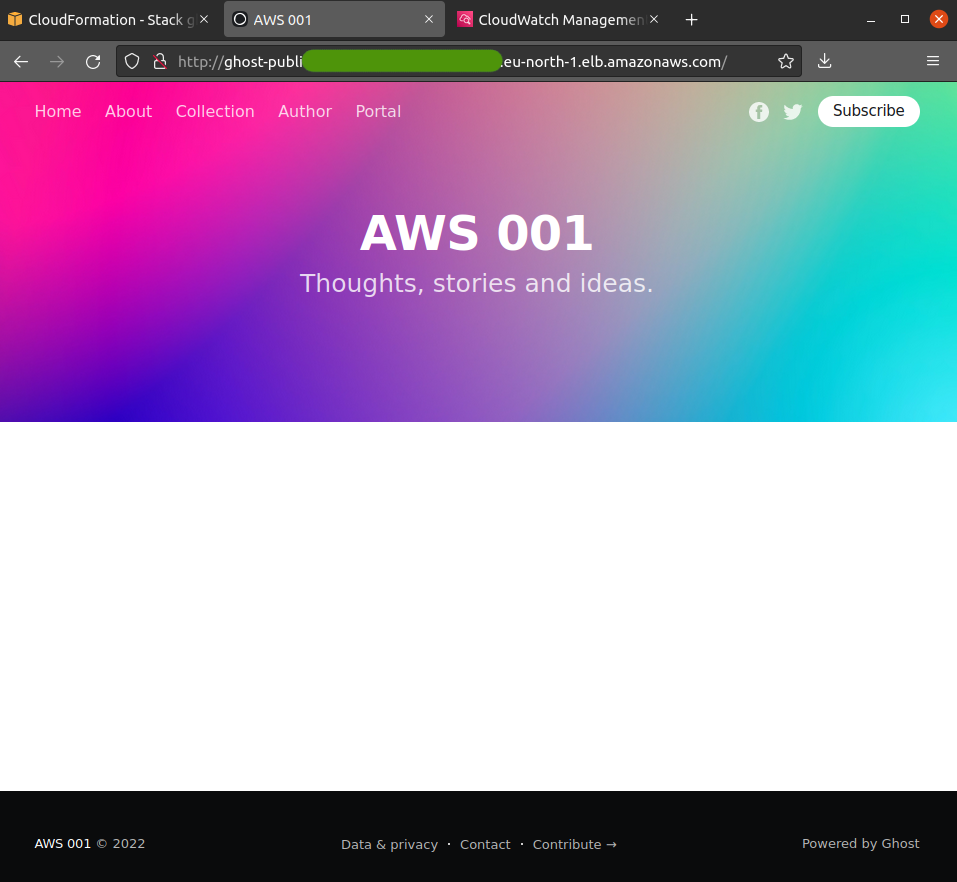 CloudFormation - Stack g
AWS 001
CloudWatch Managemen
http://ghost-publi .eu-north-1.elb.amazonaws.com/
Home About Collection Author Portal Subscribe
AWS 001
Thoughts, stories and ideas.
AWS 001 © 2022 Data & privacy · Contact · Contribute → Powered by Ghost